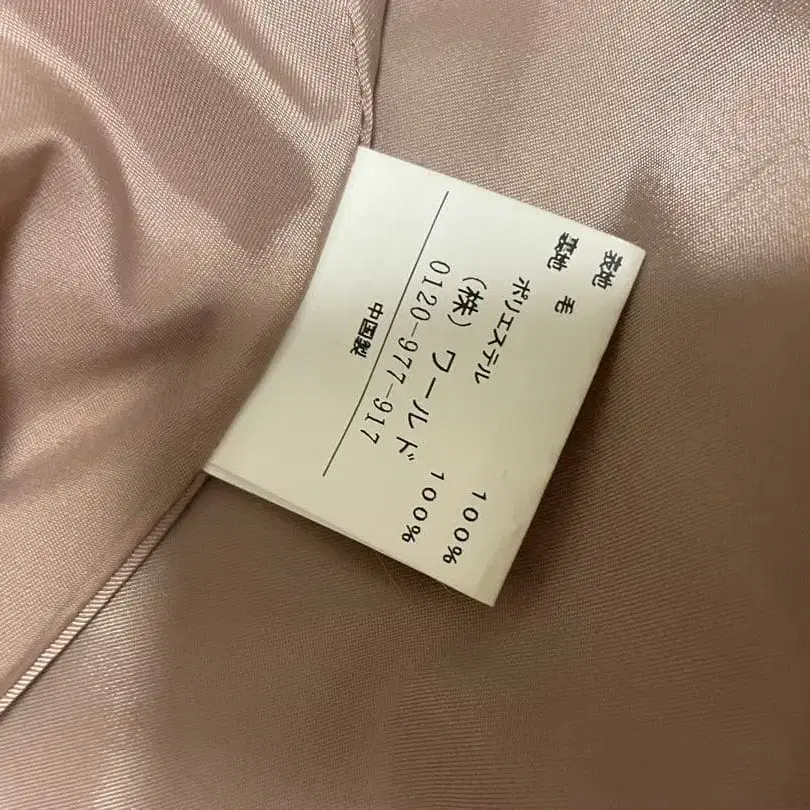 表地 毛 100%
裏地 ポリエステル 100%
(株) ワールド
0120-977-917
中国製